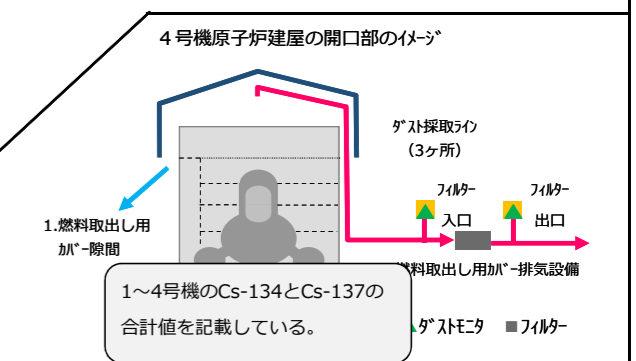 ４号機原子炉建屋の開口部のｲﾒｰｼﾞ
ﾀﾞｽﾄ採取ﾗｲﾝ
（3ヶ所）
ﾌｨﾙﾀｰ
ﾌｨﾙﾀｰ
入口
出口
1.燃料取出し用
ｶﾊﾞｰ隙間
燃料取出し用ｶﾊﾞｰ排気設備
1～4号機のCs-134とCs-137の
合計値を記載している。
ﾀﾞｽﾄﾓﾆﾀ
ﾌｨﾙﾀｰ